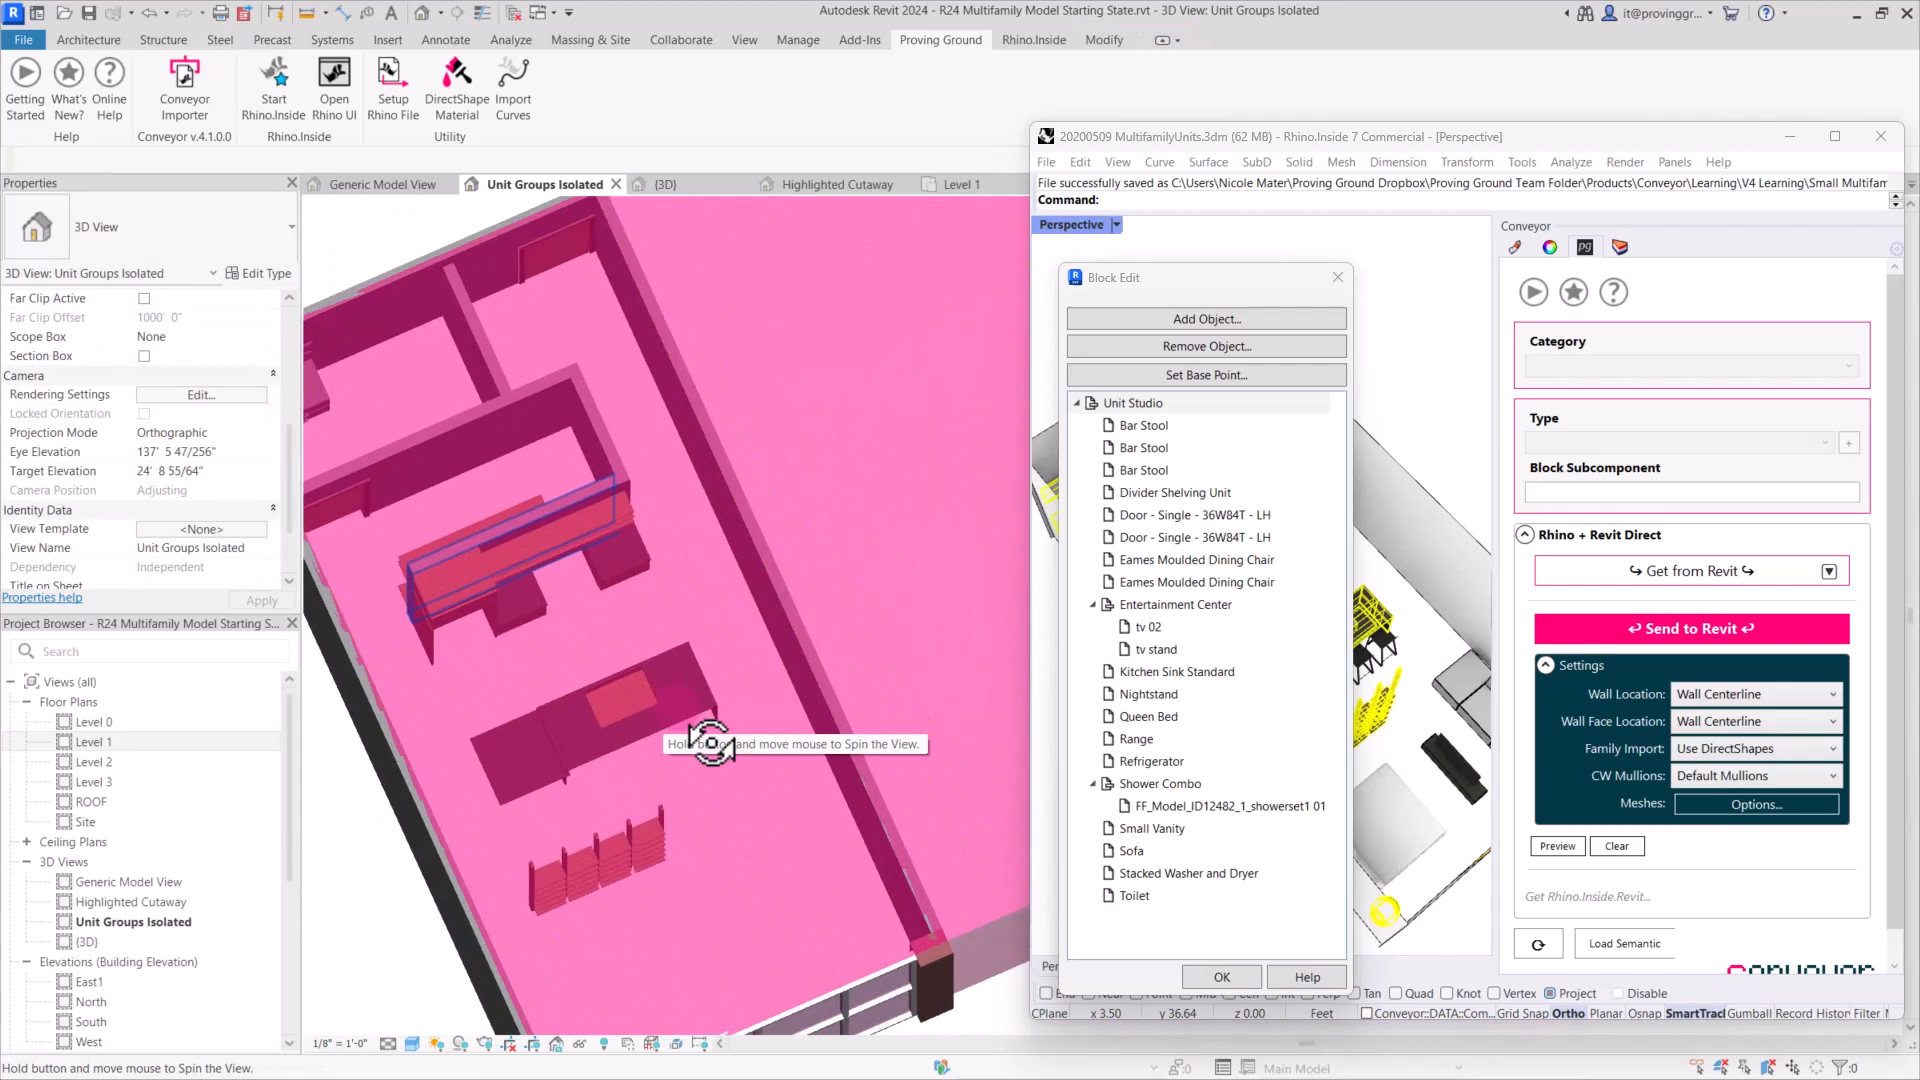 Autodesk Revit 2024 - R24 Multifamily Model Starting State.rvt - 3D View: Unit Groups Isolated
it@provinggr...
File Architecture Structure Steel Precast Systems Insert Annotate Analyze Massing & Site Collaborate View Manage Add-Ins Proving Ground Rhino.Inside Modify
Getting Started
What's New?
Online Help
Conveyor Importer
Start Rhino.Inside
Open Rhino UI
Setup Rhino File
DirectShape Material
Import Curves
Help
Conveyor v.4.1.0.0
Rhino.Inside
Utility
Properties
3D View
3D View: Unit Groups Isolated
Edit Type
Far Clip Active
Far Clip Offset 1000' 0"
Scope Box None
Section Box
Camera
Rendering Settings Edit...
Locked Orientation
Projection Mode Orthographic
Eye Elevation 137' 5 47/256"
Target Elevation 24' 8 55/64"
Camera Position Adjusting
Identity Data
View Template <None>
View Name Unit Groups Isolated
Dependency Independent
Title on Sheet
Properties help
Apply
Project Browser - R24 Multifamily Model Starting S...
Search
Views (all)
Floor Plans
Level 0
Level 1
Level 2
Level 3
ROOF
Site
Ceiling Plans
3D Views
Generic Model View
Highlighted Cutaway
Unit Groups Isolated
{3D}
Elevations (Building Elevation)
East1
North
South
West
Generic Model View
Unit Groups Isolated
{3D}
Highlighted Cutaway
Level 1
Hold button and move mouse to Spin the View.
1/8" = 1'-0"
20200509 MultifamilyUnits.3dm (62 MB) - Rhino.Inside 7 Commercial - [Perspective]
File Edit View Curve Surface SubD Solid Mesh Dimension Transform Tools Analyze Render Panels Help
File successfully saved as C:\Users\Nicole Mater\Proving Ground Dropbox\Proving Ground Team Folder\Products\Conveyor\Learning\V4 Learning\Small Multifam
Command:
Perspective
Block Edit
Add Object...
Remove Object...
Set Base Point...
Unit Studio
Bar Stool
Bar Stool
Bar Stool
Divider Shelving Unit
Door - Single - 36W84T - LH
Door - Single - 36W84T - LH
Eames Moulded Dining Chair
Eames Moulded Dining Chair
Entertainment Center
tv 02
tv stand
Kitchen Sink Standard
Nightstand
Queen Bed
Range
Refrigerator
Shower Combo
FF_Model_ID12482_1_showerset1 01
Small Vanity
Sofa
Stacked Washer and Dryer
Toilet
OK
Help
Conveyor
pg
Category
Type
Block Subcomponent
Rhino + Revit Direct
↪ Get from Revit ↪
↩ Send to Revit ↩
Settings
Wall Location: Wall Centerline
Wall Face Location: Wall Centerline
Family Import: Use DirectShapes
CW Mullions: Default Mullions
Meshes: Options...
Preview
Clear
Get Rhino.Inside.Revit...
Load Semantic
Tan Quad Knot Vertex Project Disable
CPlane x 3.50 y 36.64 z 0.00 Feet Conveyor::DATA::Com... Grid Snap Ortho Planar Osnap SmartTracl Gumball Record History Filter
Hold button and move mouse to Spin the View.
:0
Main Model
:0